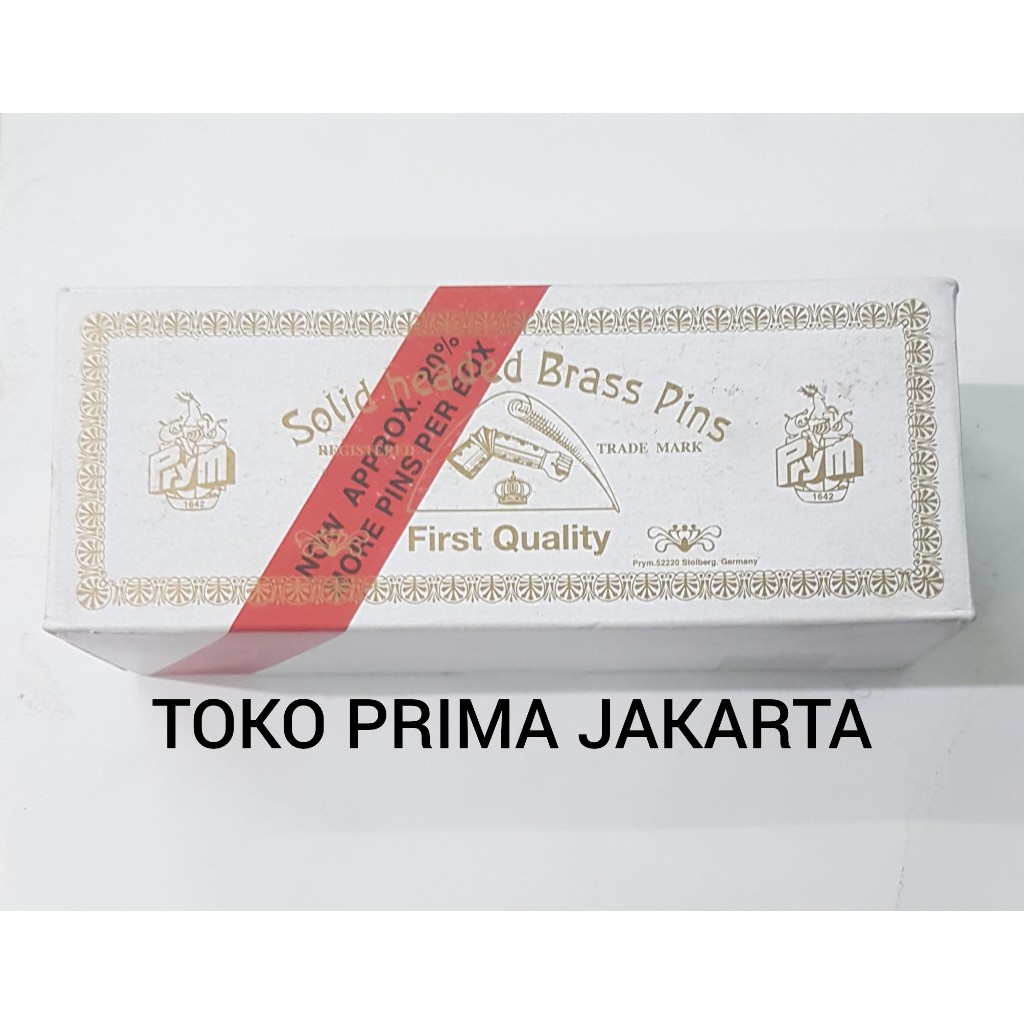 NOW APPROX. 20%
MORE PINS PER BOX
Solid headed Brass Pins
REGISTERED TRADE MARK
Prym
1642
Prym
1642
First Quality
Prym.52220 Stolberg. Germany
TOKO PRIMA JAKARTA